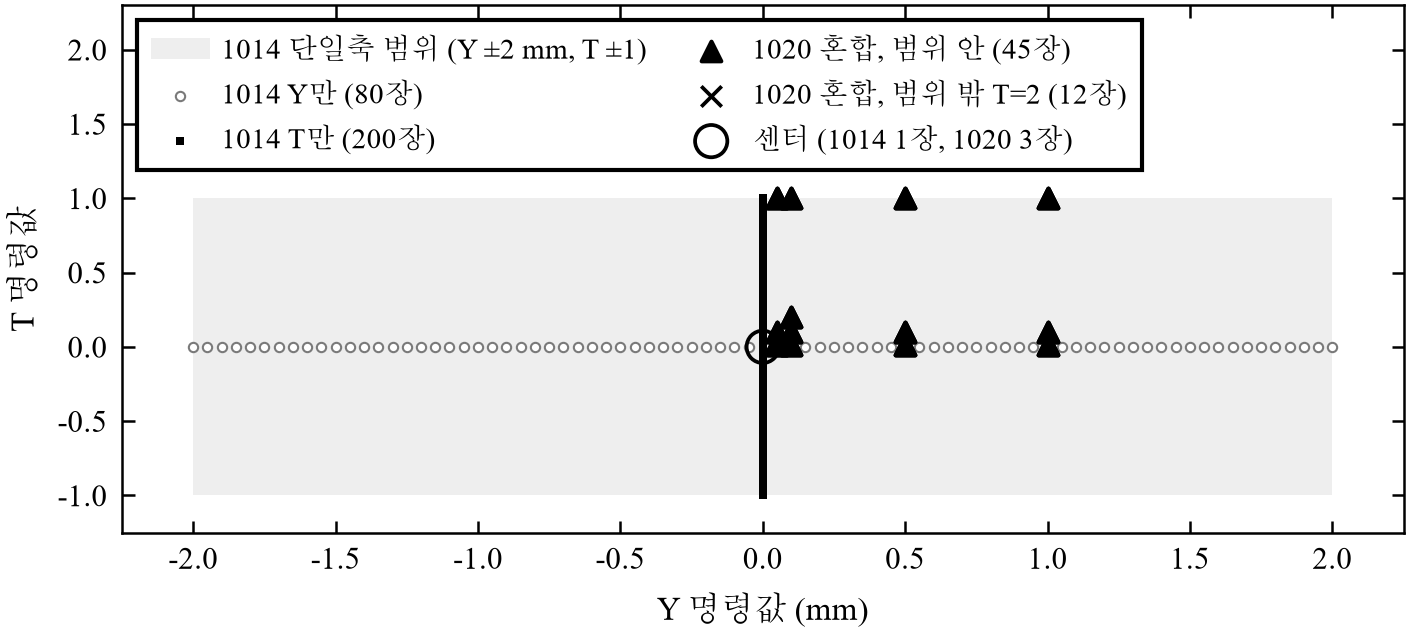 2.0
1.5
1.0
0.5
0.0
-0.5
-1.0
T 명령값
1014 단일축 범위 (Y ±2 mm, T ±1)
1014 Y만 (80장)
1014 T만 (200장)
1020 혼합, 범위 안 (45장)
1020 혼합, 범위 밖 T=2 (12장)
센터 (1014 1장, 1020 3장)
-2.0 -1.5 -1.0 -0.5 0.0 0.5 1.0 1.5 2.0
Y 명령값 (mm)